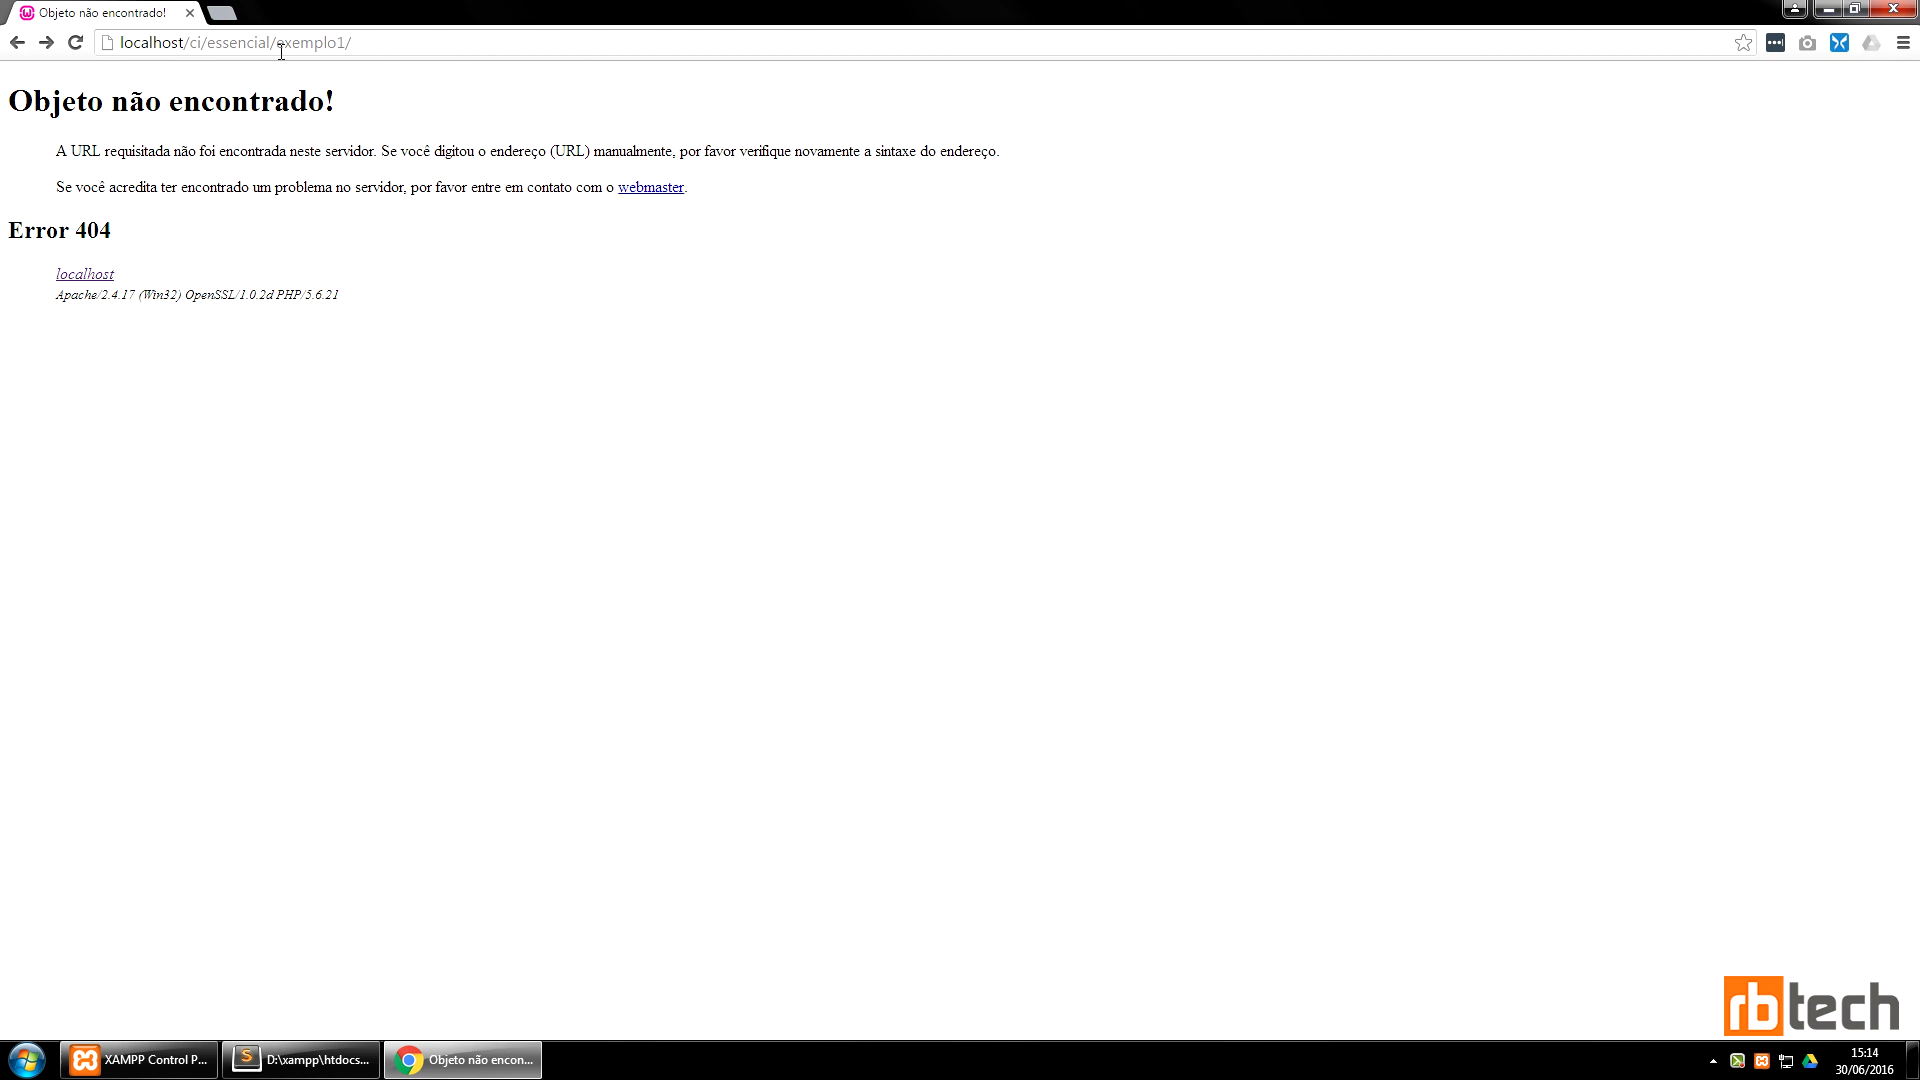 Objeto não encontrado!
localhost/ci/essencial/exemplo1/
Objeto não encontrado!
A URL requisitada não foi encontrada neste servidor. Se você digitou o endereço (URL) manualmente, por favor verifique novamente a sintaxe do endereço.
Se você acredita ter encontrado um problema no servidor, por favor entre em contato com o webmaster.
Error 404
localhost
Apache/2.4.17 (Win32) OpenSSL/1.0.2d PHP/5.6.21
rbtech
XAMPP Control P...
D:\xampp\htdocs...
Objeto não encon...
15:14
30/06/2016